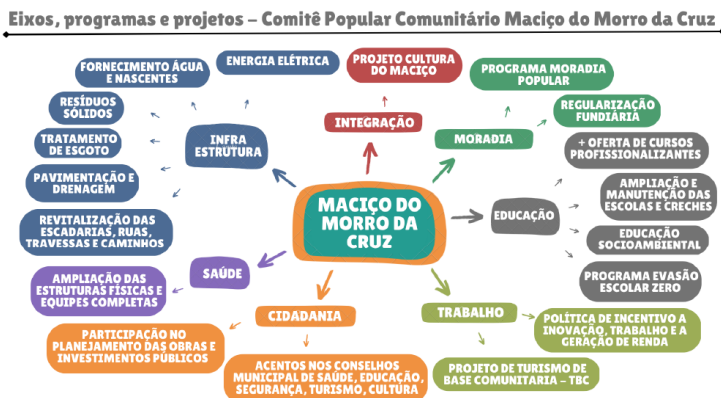 Eixos, programas e projetos - Comitê Popular Comunitário Maciço do Morro da Cruz
FORNECIMENTO ÁGUA
E NASCENTES
ENERGIA ELÉTRICA
PROJETO CULTURA
DO MACIÇO
PROGRAMA MORADIA
POPULAR
RESÍDUOS
SÓLIDOS
REGULARIZAÇÃO
FUNDIÁRIA
INTEGRAÇÃO
MORADIA
INFRA
ESTRUTURA
TRATAMENTO
DE ESGOTO
+ OFERTA DE CURSOS
PROFISSIONALIZANTES
PAVIMENTAÇÃO E
DRENAGEM
AMPLIAÇÃO E
MANUTENÇÃO DAS
ESCOLAS E CRECHES
MACIÇO DO
MORRO DA
CRUZ
EDUCAÇÃO
REVITALIZAÇÃO DAS
ESCADARIAS, RUAS,
TRAVESSAS E CAMINHOS
EDUCAÇÃO
SOCIOAMBIENTAL
SAÚDE
AMPLIAÇÃO DAS
ESTRUTURAS FÍSICAS E
EQUIPES COMPLETAS
PROGRAMA EVASÃO
ESCOLAR ZERO
CIDADANIA
TRABALHO
PARTICIPAÇÃO NO
PLANEJAMENTO DAS OBRAS E
INVESTIMENTOS PÚBLICOS
POLÍTICA DE INCENTIVO A
INOVAÇÃO, TRABALHO E A
GERAÇÃO DE RENDA
ACENTOS NOS CONSELHOS
MUNICIPAL DE SAÚDE, EDUCAÇÃO,
SEGURANÇA, TURISMO, CULTURA
PROJETO DE TURISMO DE
BASE COMUNITARIA - TBC